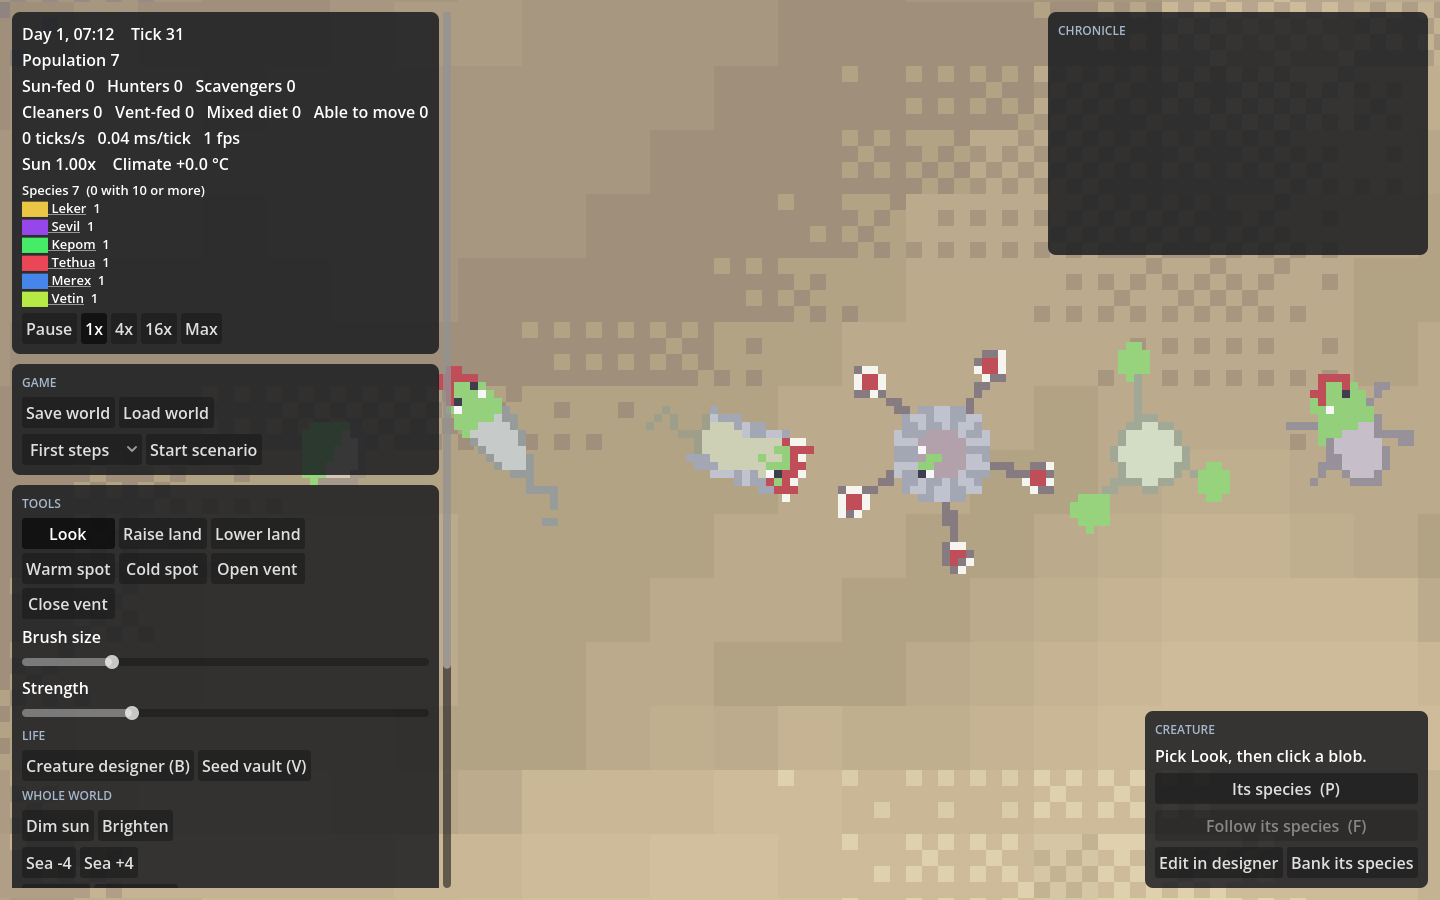 Day 1, 07:12 Tick 31
Population 7
Sun-fed 0 Hunters 0 Scavengers 0
Cleaners 0 Vent-fed 0 Mixed diet 0 Able to move 0
0 ticks/s 0.04 ms/tick 1 fps
Sun 1.00x Climate +0.0 °C
Species 7 (0 with 10 or more)
Leker 1
Sevil 1
Kepom 1
Tethua 1
Merex 1
Vetin 1
Pause 1x 4x 16x Max
GAME
Save world Load world
First steps Start scenario
TOOLS
Look Raise land Lower land
Warm spot Cold spot Open vent
Close vent
Brush size
Strength
LIFE
Creature designer (B) Seed vault (V)
WHOLE WORLD
Dim sun Brighten
Sea -4 Sea +4
CHRONICLE
CREATURE
Pick Look, then click a blob.
Its species (P)
Follow its species (F)
Edit in designer Bank its species